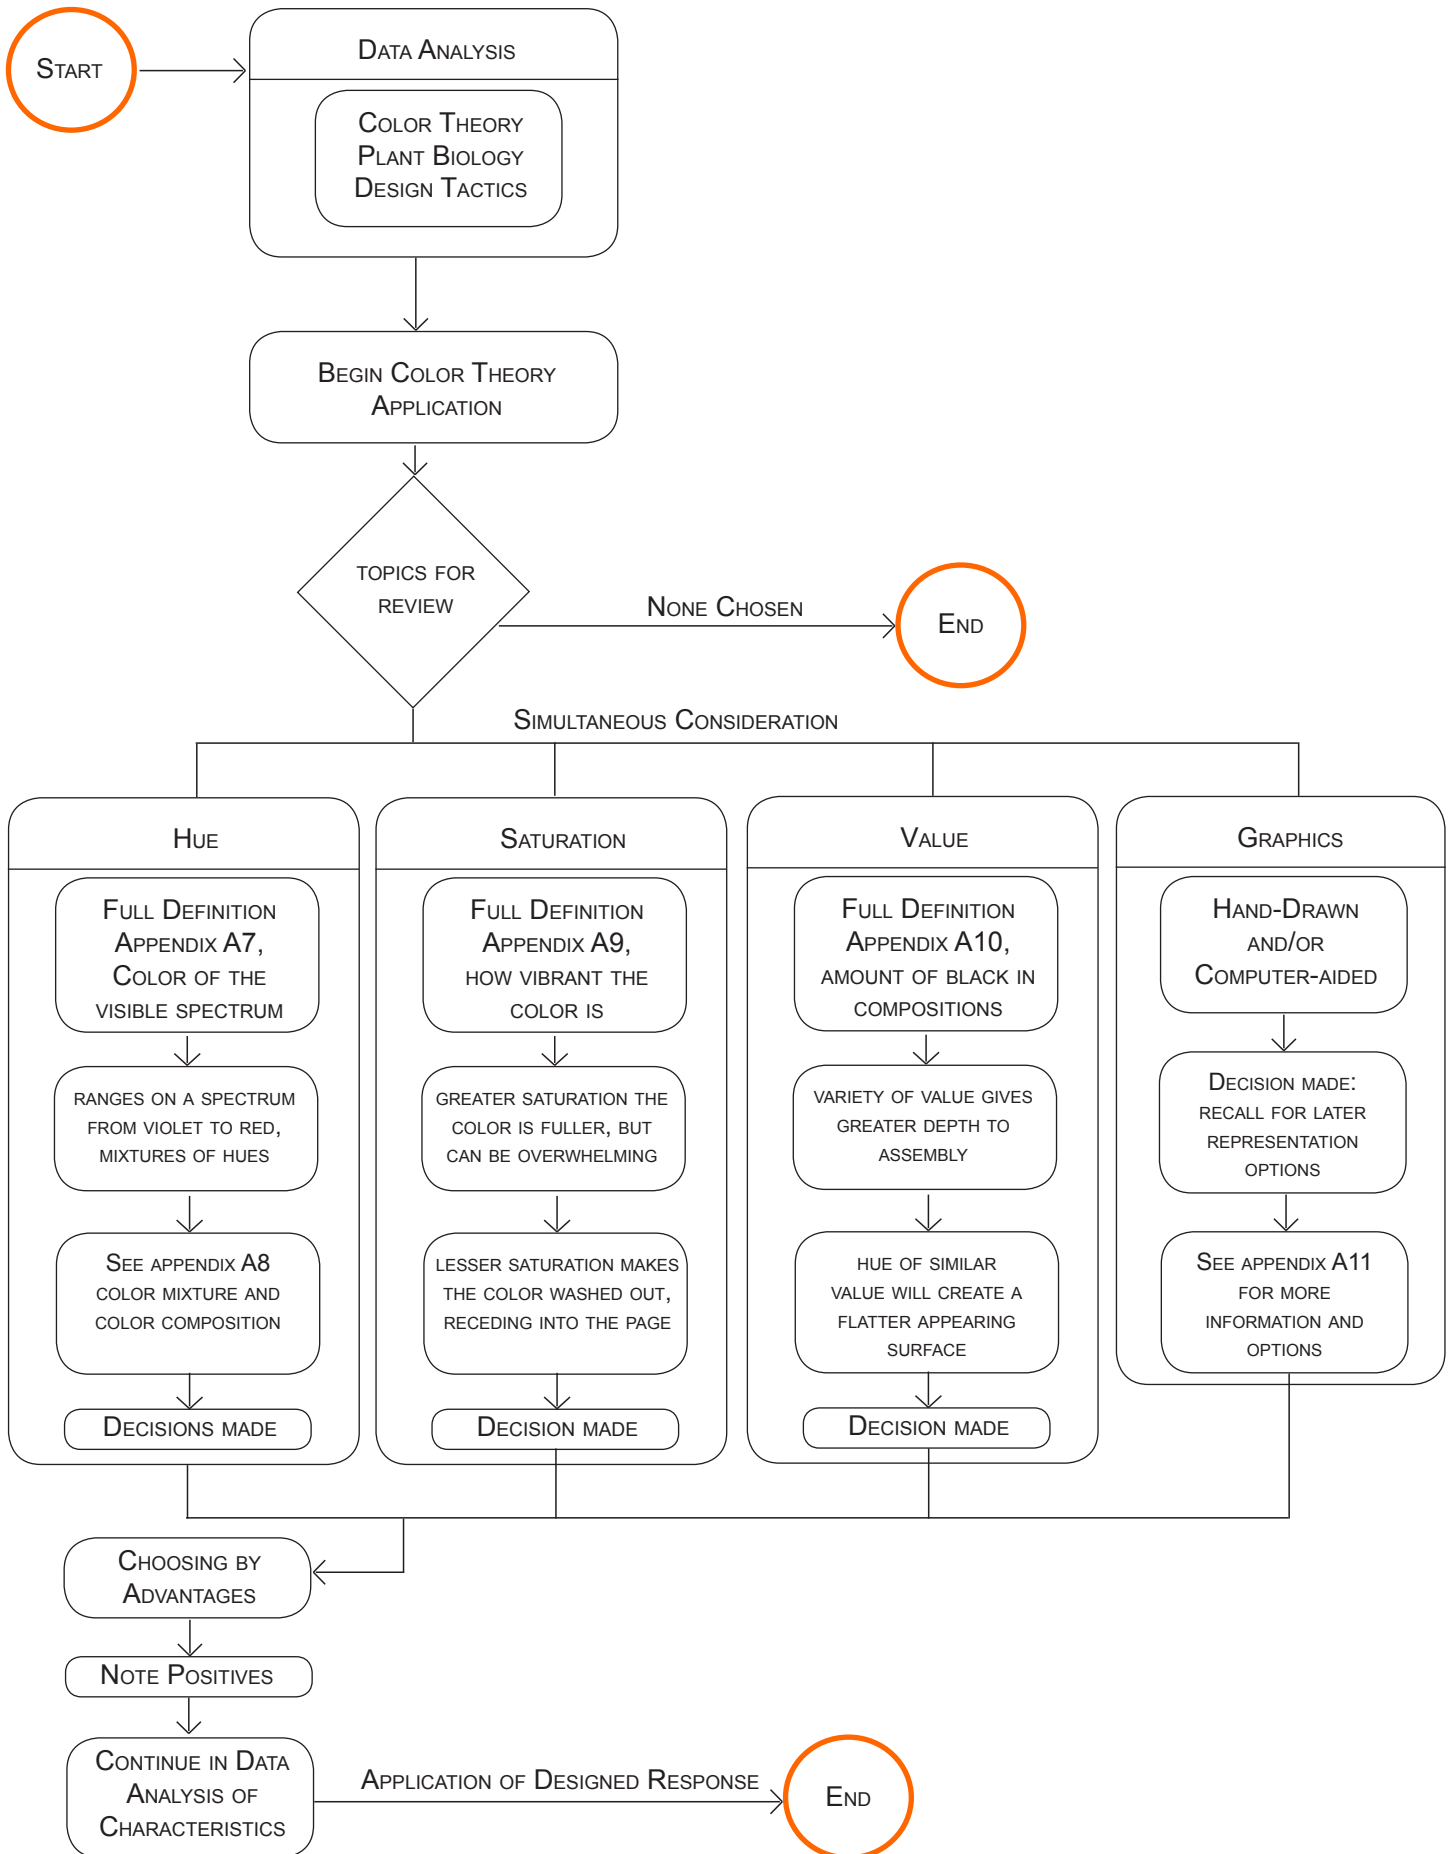 Start
Data Analysis
Color Theory
Plant Biology
Design Tactics
Begin Color Theory
Application
topics for
review
None Chosen
End
Simultaneous Consideration
Hue
Full Definition
Appendix A7,
Color of the
visible spectrum
ranges on a spectrum
from violet to red,
mixtures of hues
See appendix A8
color mixture and
color composition
Decisions made
Saturation
Full Definition
Appendix A9,
how vibrant the
color is
greater saturation the
color is fuller, but
can be overwhelming
lesser saturation makes
the color washed out,
receding into the page
Decision made
Value
Full Definition
Appendix A10,
amount of black in
compositions
variety of value gives
greater depth to
assembly
hue of similar
value will create a
flatter appearing
surface
Decision made
Graphics
Hand-Drawn
and/or
Computer-aided
Decision made:
recall for later
representation
options
See appendix A11
for more
information and
options
Choosing by
Advantages
Note Positives
Continue in Data
Analysis of
Characteristics
Application of Designed Response
End